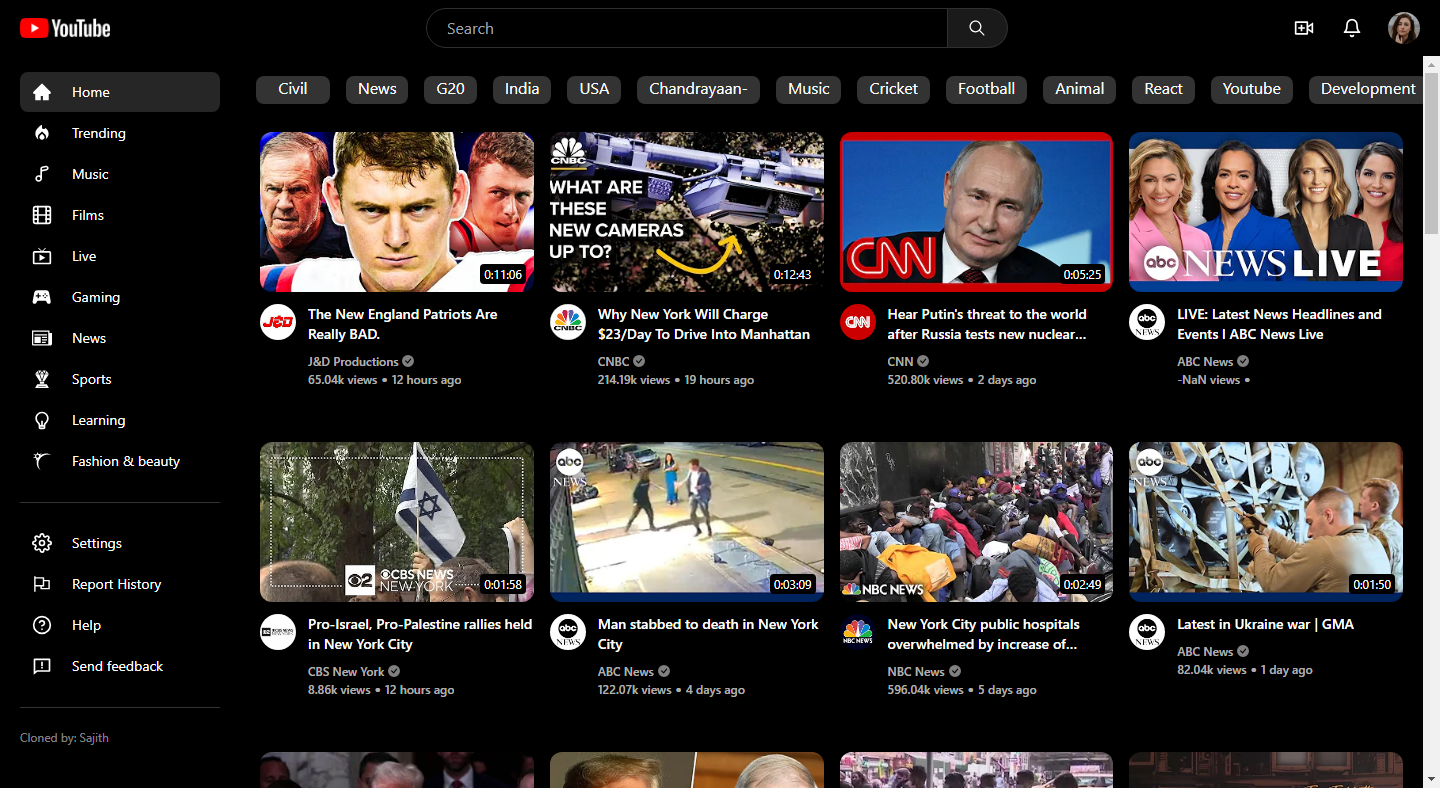 YouTube
Search
Home
Trending
Music
Films
Live
Gaming
News
Sports
Learning
Fashion & beauty
Settings
Report History
Help
Send feedback
Cloned by: Sajith
Civil
News
G20
India
USA
Chandrayaan-
Music
Cricket
Football
Animal
React
Youtube
Development
0:11:06
J&D
The New England Patriots Are
Really BAD.
J&D Productions
65.04k views • 12 hours ago
CNBC
WHAT ARE
THESE
NEW CAMERAS
UP TO?
0:12:43
CNBC
Why New York Will Charge
$23/Day To Drive Into Manhattan
CNBC
214.19k views • 19 hours ago
CNN
0:05:25
CNN
Hear Putin's threat to the world
after Russia tests new nuclear...
CNN
520.80k views • 2 days ago
abc NEWS LIVE
abc
NEWS
LIVE: Latest News Headlines and
Events l ABC News Live
ABC News
-NaN views •
2 CBS NEWS
NEW YORK
0:01:58
Pro-Israel, Pro-Palestine rallies held
in New York City
CBS New York
8.86k views • 12 hours ago
abc
NEWS
0:03:09
abc
NEWS
Man stabbed to death in New York
City
ABC News
122.07k views • 4 days ago
NBC NEWS
0:02:49
NBC NEWS
New York City public hospitals
overwhelmed by increase of...
NBC News
596.04k views • 5 days ago
abc
NEWS
0:01:50
abc
NEWS
Latest in Ukraine war | GMA
ABC News
82.04k views • 1 day ago